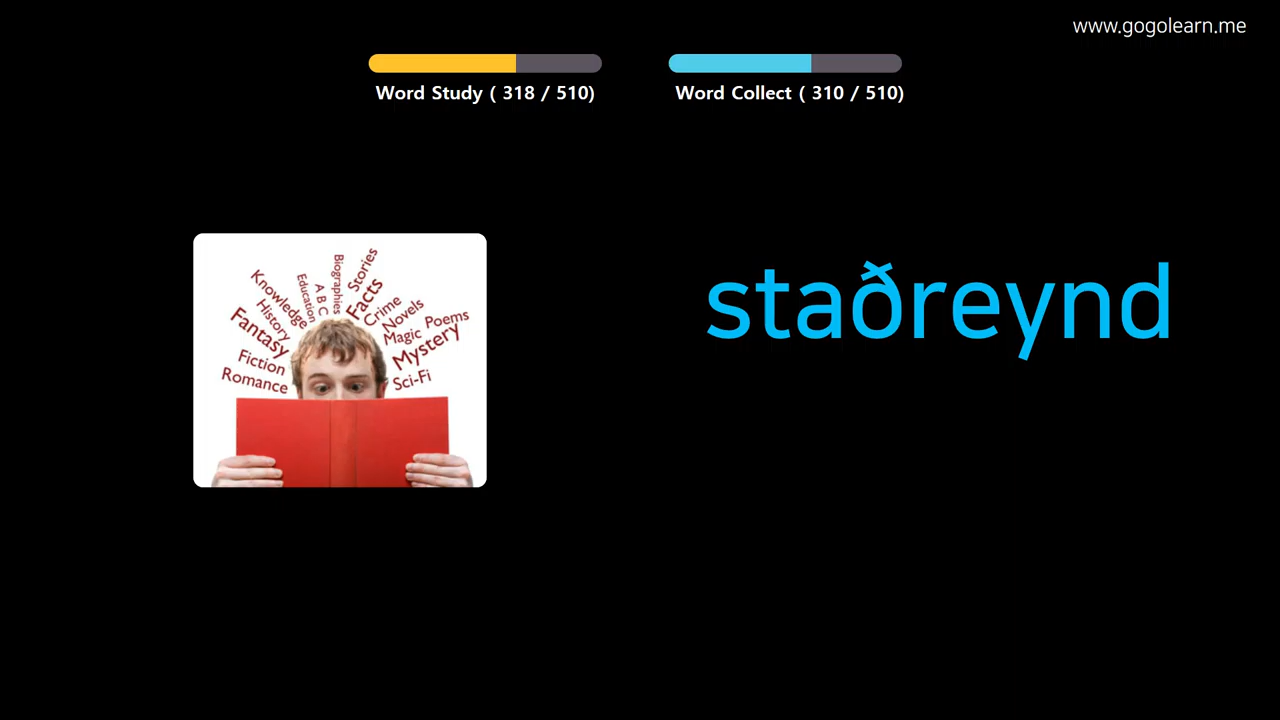 www.gogolearn.me
Word Study ( 318 / 510)
Word Collect ( 310 / 510)
staðreynd
Stories
Biographies
Facts
Knowledge
Education
A B C
Crime
History
Novels
Fantasy
Poems
Magic
Mystery
Fiction
Romance
Sci-Fi